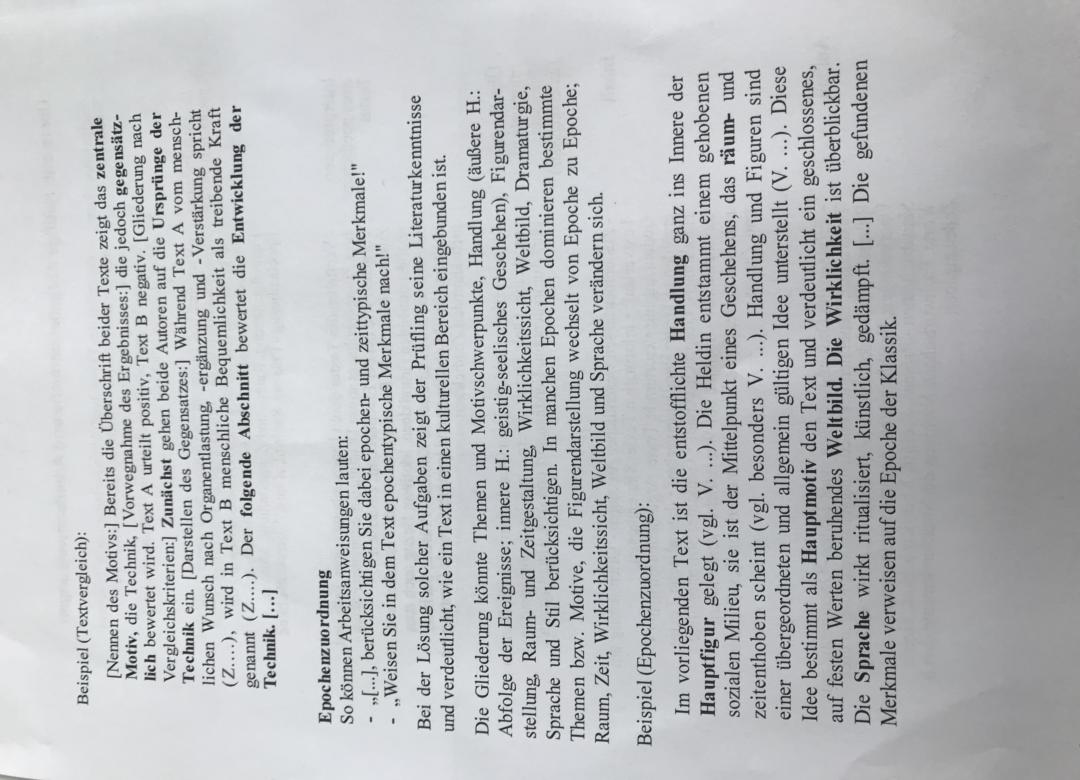 Beispiel (Textvergleich):
[Nennen des Motivs:] Bereits die Überschrift beider Texte zeigt das zentrale
Motiv, die Technik, [Vorwegnahme des Ergebnisses:] die jedoch gegensätz-
lich bewertet wird. Text A urteilt positiv, Text B negativ. [Gliederung nach
Vergleichskriterien:] Zunächst gehen beide Autoren auf die Ursprünge der
Technik ein. [Darstellen des Gegensatzes:] Während Text A vom mensch-
lichen Wunsch nach Organentlastung, -ergänzung und -Verstärkung spricht
(Z....), wird in Text B menschliche Bequemlichkeit als treibende Kraft
genannt (Z....). Der folgende Abschnitt bewertet die Entwicklung der
Technik. [...]
Epochenzuordnung
So können Arbeitsanweisungen lauten:
- „[...], berücksichtigen Sie dabei epochen- und zeittypische Merkmale!"
- „Weisen Sie in dem Text epochentypische Merkmale nach!"
Bei der Lösung solcher Aufgaben zeigt der Prüfling seine Literaturkenntnisse
und verdeutlicht, wie ein Text in einen kulturellen Bereich eingebunden ist.
Die Gliederung könnte Themen und Motivschwerpunkte, Handlung (äußere H.:
Abfolge der Ereignisse; innere H.: geistig-seelisches Geschehen), Figurendar-
stellung, Raum- und Zeitgestaltung, Wirklichkeitssicht, Weltbild, Dramaturgie,
Sprache und Stil berücksichtigen. In manchen Epochen dominieren bestimmte
Themen bzw. Motive, die Figurendarstellung wechselt von Epoche zu Epoche;
Raum, Zeit, Wirklichkeitssicht, Weltbild und Sprache verändern sich.
Beispiel (Epochenzuordnung):
Im vorliegenden Text ist die entstofflichte Handlung ganz ins Innere der
Hauptfigur gelegt (vgl. V. ...). Die Heldin entstammt einem gehobenen
sozialen Milieu, sie ist der Mittelpunkt eines Geschehens, das räum- und
zeitenthoben scheint (vgl. besonders V. ...). Handlung und Figuren sind
einer übergeordneten und allgemein gültigen Idee unterstellt (V. ...). Diese
Idee bestimmt als Hauptmotiv den Text und verdeutlicht ein geschlossenes,
auf festen Werten beruhendes Weltbild. Die Wirklichkeit ist überblickbar.
Die Sprache wirkt ritualisiert, künstlich, gedämpft. [...] Die gefundenen
Merkmale verweisen auf die Epoche der Klassik.